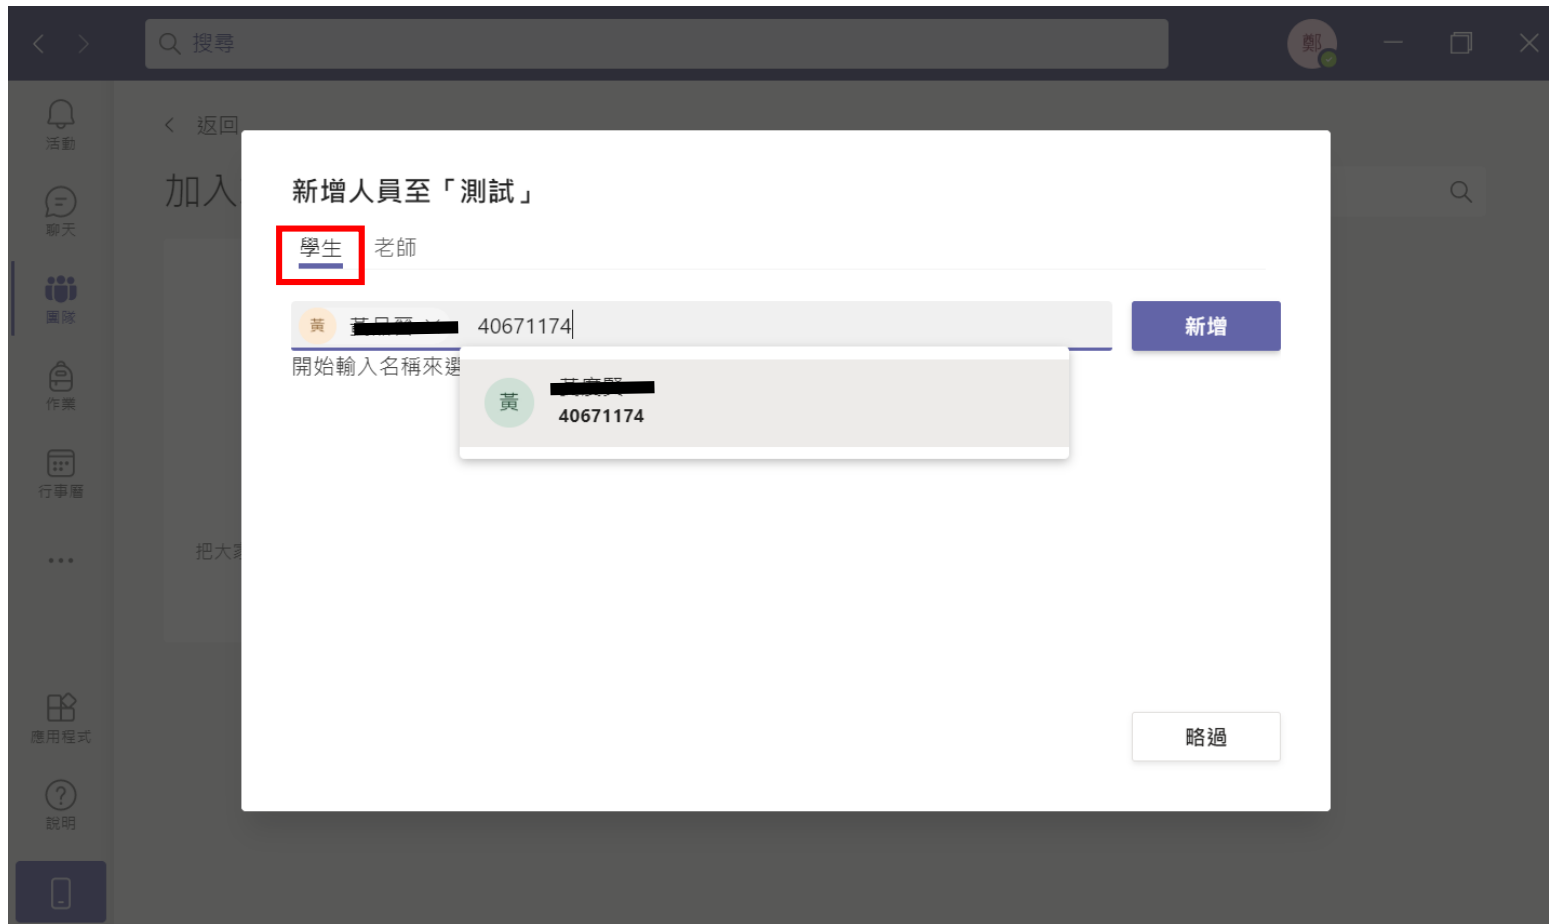 搜尋
鄭
活動
聊天
團隊
作業
行事曆
應用程式
說明
返回
加入
把大家
新增人員至「測試」
學生 老師
黃 40671174
新增
開始輸入名稱來選
黃
40671174
略過